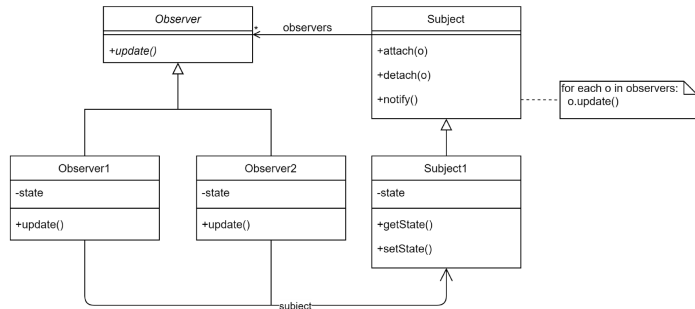 Observer
+update()
* observers
Subject
+attach(o)
+detach(o)
+notify()
for each o in observers:
o.update()
Observer1
-state
+update()
Observer2
-state
+update()
Subject1
-state
+getState()
+setState()
subject